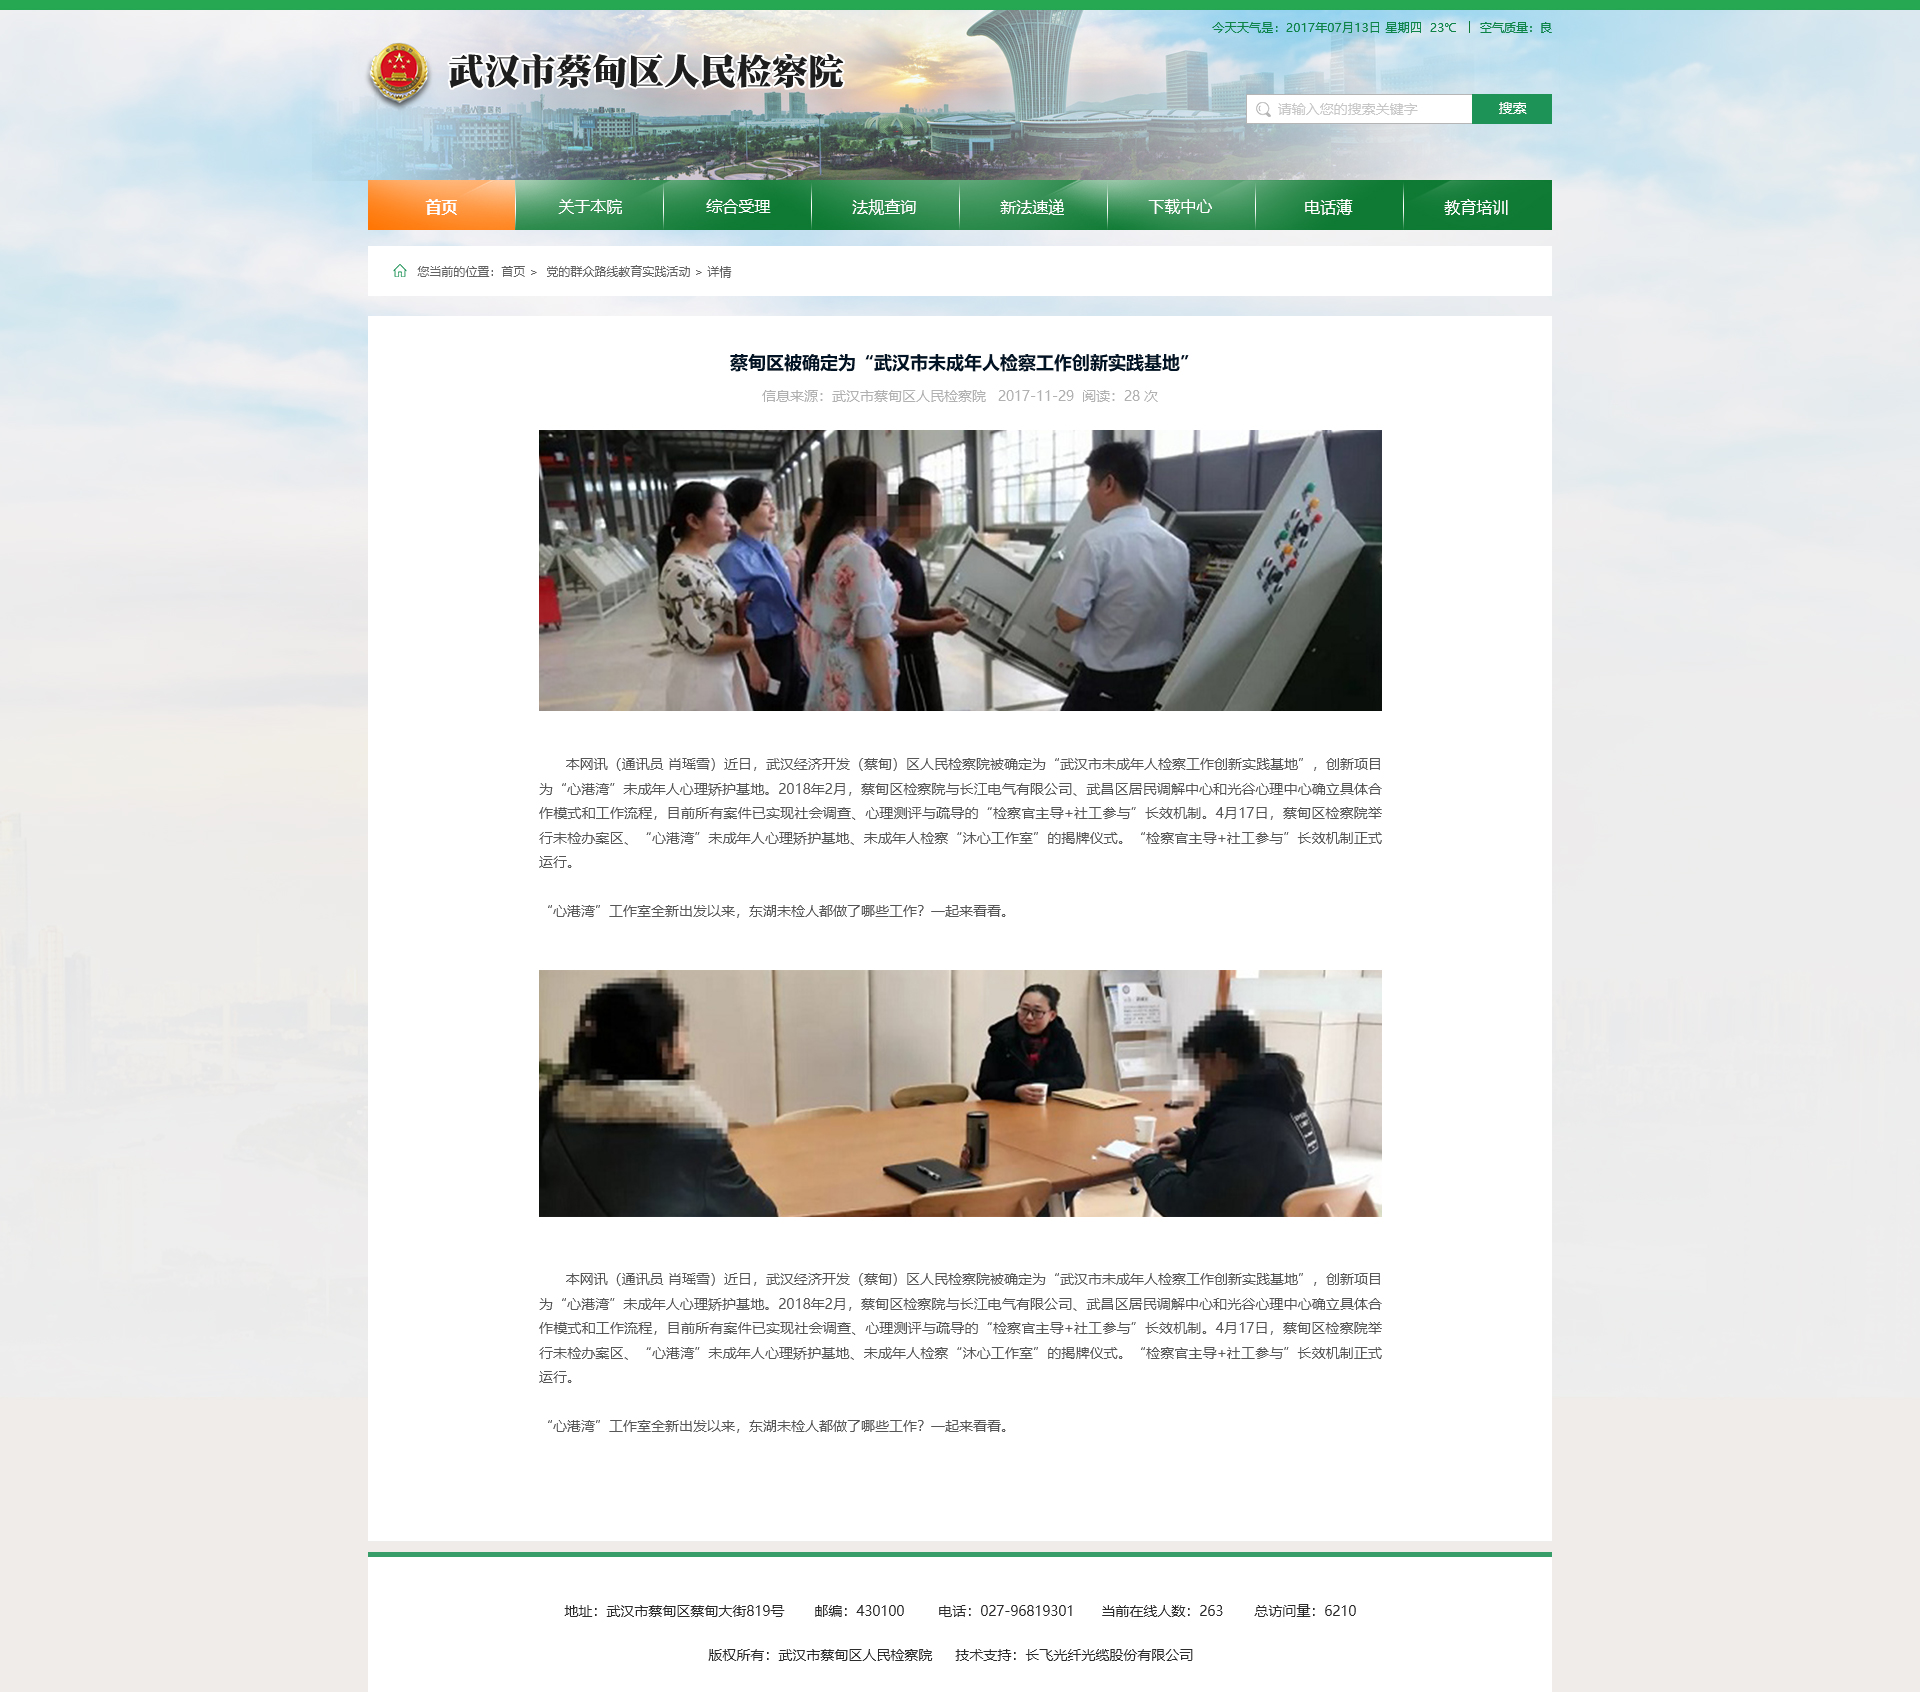 今天天气是：2017年07月13日 星期四 23℃ | 空气质量：良
武汉市蔡甸区人民检察院
请输入您的搜索关键字 搜索
首页 关于本院 综合受理 法规查询 新法速递 下载中心 电话薄 教育培训
您当前的位置：首页 > 党的群众路线教育实践活动 > 详情
蔡甸区被确定为“武汉市未成年人检察工作创新实践基地”
信息来源：武汉市蔡甸区人民检察院 2017-11-29 阅读：28 次
本网讯（通讯员 肖瑶雪）近日，武汉经济开发（蔡甸）区人民检察院被确定为“武汉市未成年人检察工作创新实践基地”，创新项目
为“心港湾”未成年人心理矫护基地。2018年2月，蔡甸区检察院与长江电气有限公司、武昌区居民调解中心和光谷心理中心确立具体合
作模式和工作流程，目前所有案件已实现社会调查、心理测评与疏导的“检察官主导+社工参与”长效机制。4月17日，蔡甸区检察院举
行未检办案区、“心港湾”未成年人心理矫护基地、未成年人检察“沐心工作室”的揭牌仪式。“检察官主导+社工参与”长效机制正式
运行。
“心港湾”工作室全新出发以来，东湖未检人都做了哪些工作？一起来看看。
本网讯（通讯员 肖瑶雪）近日，武汉经济开发（蔡甸）区人民检察院被确定为“武汉市未成年人检察工作创新实践基地”，创新项目
为“心港湾”未成年人心理矫护基地。2018年2月，蔡甸区检察院与长江电气有限公司、武昌区居民调解中心和光谷心理中心确立具体合
作模式和工作流程，目前所有案件已实现社会调查、心理测评与疏导的“检察官主导+社工参与”长效机制。4月17日，蔡甸区检察院举
行未检办案区、“心港湾”未成年人心理矫护基地、未成年人检察“沐心工作室”的揭牌仪式。“检察官主导+社工参与”长效机制正式
运行。
“心港湾”工作室全新出发以来，东湖未检人都做了哪些工作？一起来看看。
地址：武汉市蔡甸区蔡甸大街819号 邮编：430100 电话：027-96819301 当前在线人数：263 总访问量：6210
版权所有：武汉市蔡甸区人民检察院 技术支持：长飞光纤光缆股份有限公司